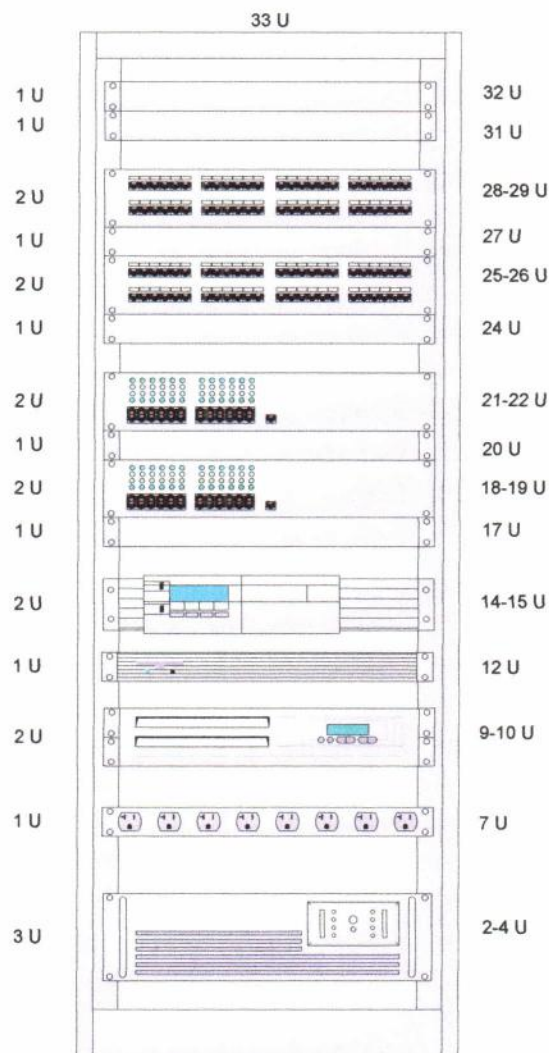 33 U
1 U 32 U
1 U 31 U
2 U 28-29 U
1 U 27 U
2 U 25-26 U
1 U 24 U
2 U 21-22 U
1 U 20 U
2 U 18-19 U
1 U 17 U
2 U 14-15 U
1 U 12 U
2 U 9-10 U
1 U 7 U
3 U 2-4 U